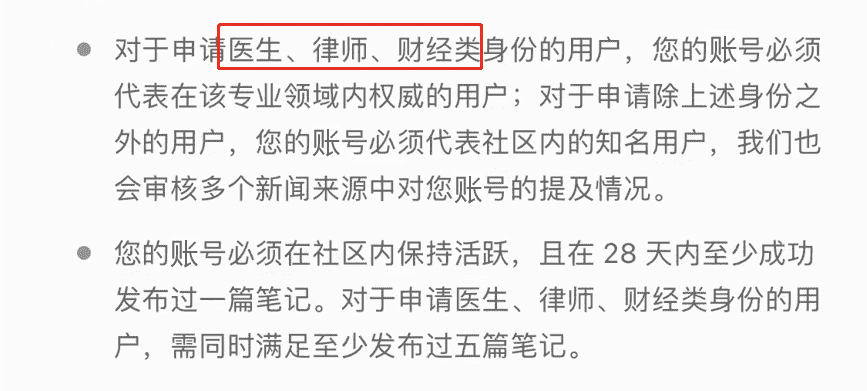 对于申请医生、律师、财经类身份的用户，您的账号必须
代表在该专业领域内权威的用户；对于申请除上述身份之
外的用户，您的账号必须代表社区内的知名用户，我们也
会审核多个新闻来源中对您账号的提及情况。
您的账号必须在社区内保持活跃，且在 28 天内至少成功
发布过一篇笔记。对于申请医生、律师、财经类身份的用
户，需同时满足至少发布过五篇笔记。